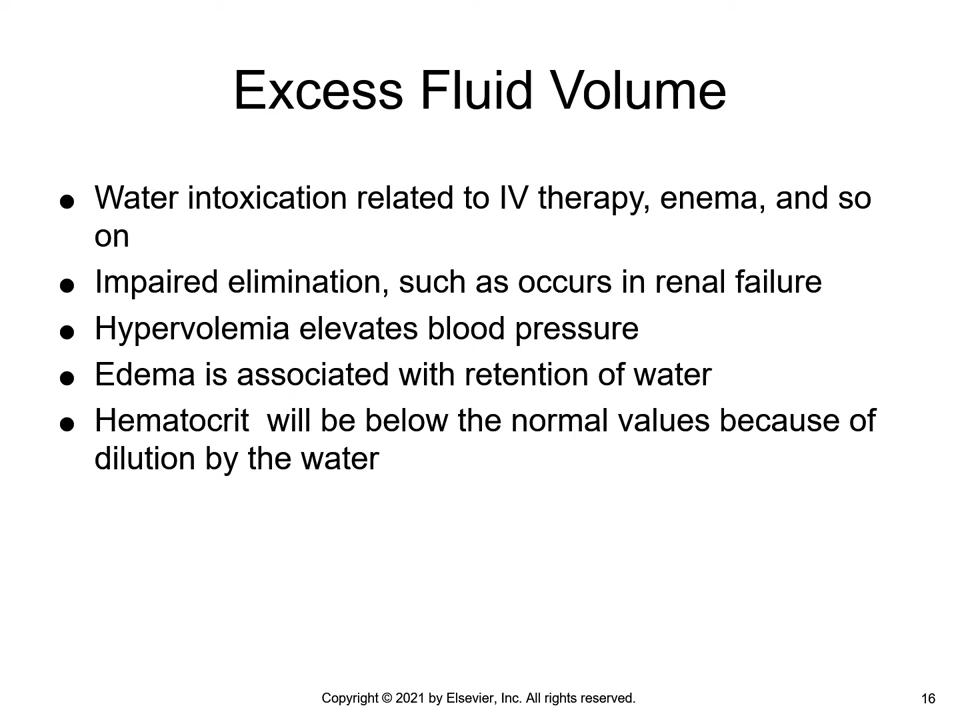 Excess Fluid Volume
● Water intoxication related to IV therapy, enema, and so
on
● Impaired elimination, such as occurs in renal failure
● Hypervolemia elevates blood pressure
● Edema is associated with retention of water
● Hematocrit  will be below the normal values because of
dilution by the water
Copyright © 2021 by Elsevier, Inc. All rights reserved.
16